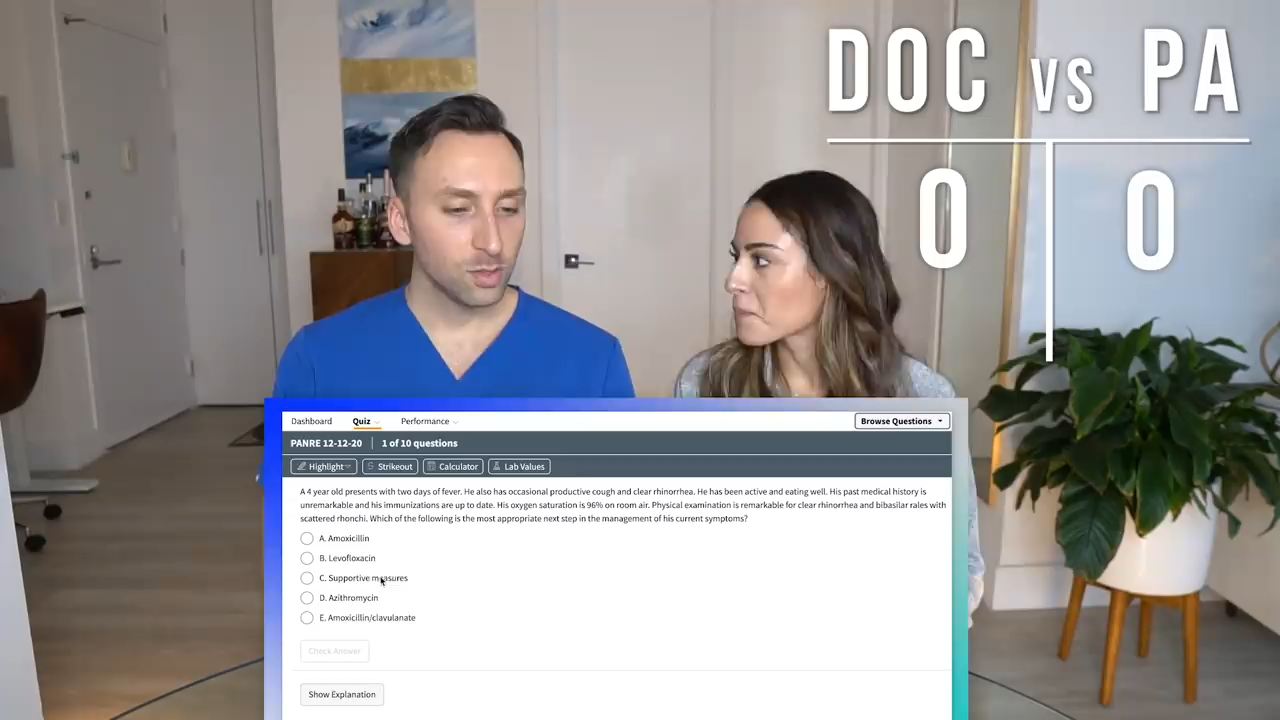 DOC VS PA
0 0
Dashboard Quiz Performance Browse Questions
PANRE 12-12-20 | 1 of 10 questions
Highlight Strikeout Calculator Lab Values
A 4 year old presents with two days of fever. He also has occasional productive cough and clear rhinorrhea. He has been active and eating well. His past medical history is
unremarkable and his immunizations are up to date. His oxygen saturation is 96% on room air. Physical examination is remarkable for clear rhinorrhea and bibasilar rales with
scattered rhonchi. Which of the following is the most appropriate next step in the management of his current symptoms?
A. Amoxicillin
B. Levofloxacin
C. Supportive measures
D. Azithromycin
E. Amoxicillin/clavulanate
Check Answer
Show Explanation